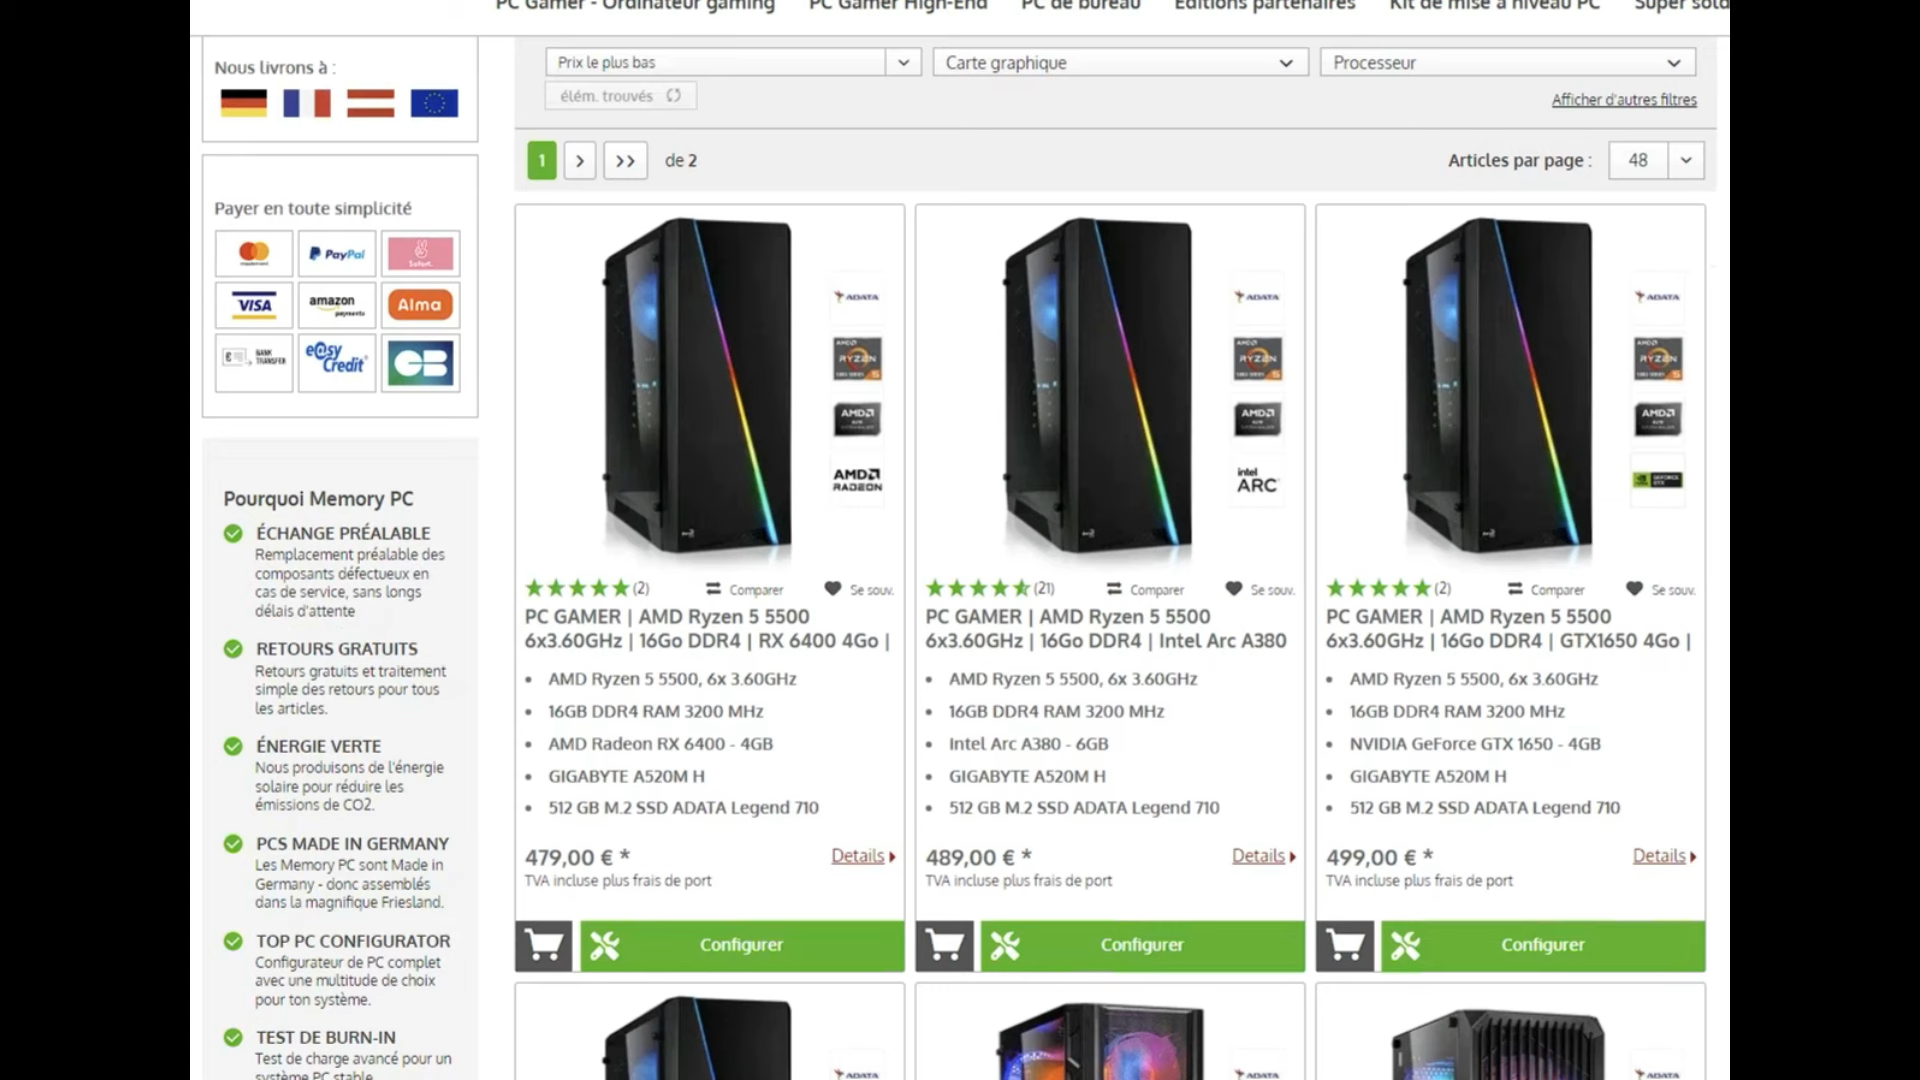 PC Gamer - Ordinateur gaming PC Gamer High-End PC de bureau Éditions partenaires Kit de mise à niveau PC Super sold
Nous livrons à :
Prix le plus bas
Carte graphique
Processeur
élém. trouvés
Afficher d'autres filtres
1 > >> de 2
Articles par page : 48
Payer en toute simplicité
PayPal
Sofort.
VISA
amazon payments
Alma
BANK TRANSFER
easy Credit
CB
Pourquoi Memory PC
ÉCHANGE PRÉALABLE
Remplacement préalable des
composants défectueux en
cas de service, sans longs
délais d'attente
RETOURS GRATUITS
Retours gratuits et traitement
simple des retours pour tous
les articles.
ÉNERGIE VERTE
Nous produisons de l'énergie
solaire pour réduire les
émissions de CO2.
PCS MADE IN GERMANY
Les Memory PC sont Made in
Germany - donc assemblés
dans la magnifique Friesland.
TOP PC CONFIGURATOR
Configurateur de PC complet
avec une multitude de choix
pour ton système.
TEST DE BURN-IN
Test de charge avancé pour un
système PC stable
ADATA
AMD RYZEN 5
AMD
AMD RADEON
(2) Comparer Se souv.
PC GAMER | AMD Ryzen 5 5500
6x3.60GHz | 16Go DDR4 | RX 6400 4Go |
AMD Ryzen 5 5500, 6x 3.60GHz
16GB DDR4 RAM 3200 MHz
AMD Radeon RX 6400 - 4GB
GIGABYTE A520M H
512 GB M.2 SSD ADATA Legend 710
479,00 € * Details
TVA incluse plus frais de port
Configurer
ADATA
AMD RYZEN 5
AMD
intel ARC
(21) Comparer Se souv.
PC GAMER | AMD Ryzen 5 5500
6x3.60GHz | 16Go DDR4 | Intel Arc A380
AMD Ryzen 5 5500, 6x 3.60GHz
16GB DDR4 RAM 3200 MHz
Intel Arc A380 - 6GB
GIGABYTE A520M H
512 GB M.2 SSD ADATA Legend 710
489,00 € * Details
TVA incluse plus frais de port
Configurer
ADATA
AMD RYZEN 5
AMD
GEFORCE GTX
(2) Comparer Se souv.
PC GAMER | AMD Ryzen 5 5500
6x3.60GHz | 16Go DDR4 | GTX1650 4Go |
AMD Ryzen 5 5500, 6x 3.60GHz
16GB DDR4 RAM 3200 MHz
NVIDIA GeForce GTX 1650 - 4GB
GIGABYTE A520M H
512 GB M.2 SSD ADATA Legend 710
499,00 € * Details
TVA incluse plus frais de port
Configurer
ADATA
ADATA
ADATA